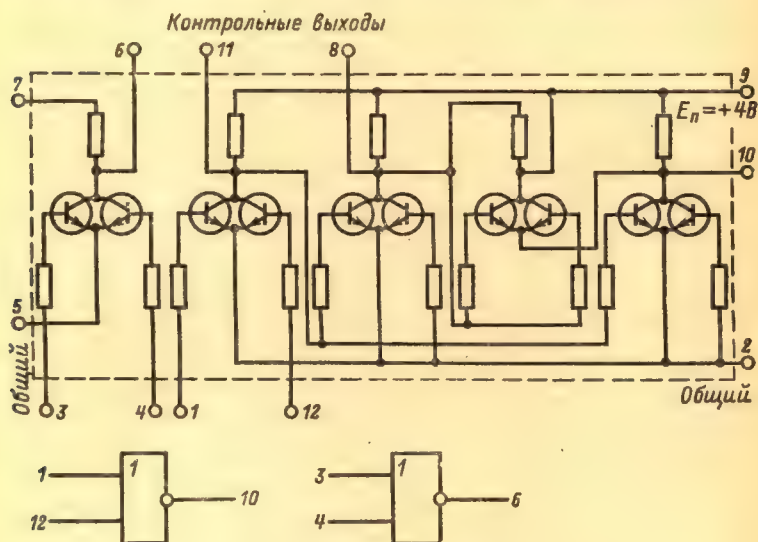 Контрольные выходы
6 11 8
7 9
Eп=+4В
10
5 2
Общий Общий
3 4 1 12
1 1 10
12
3 1 6
4